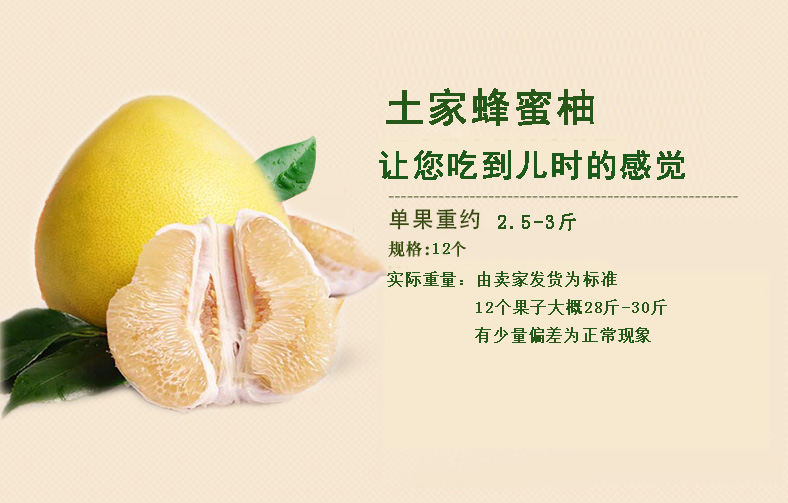 土家蜂蜜柚
让您吃到儿时的感觉
单果重约 2.5-3斤
规格:12个
实际重量：由卖家发货为标准
12个果子大概28斤-30斤
有少量偏差为正常现象